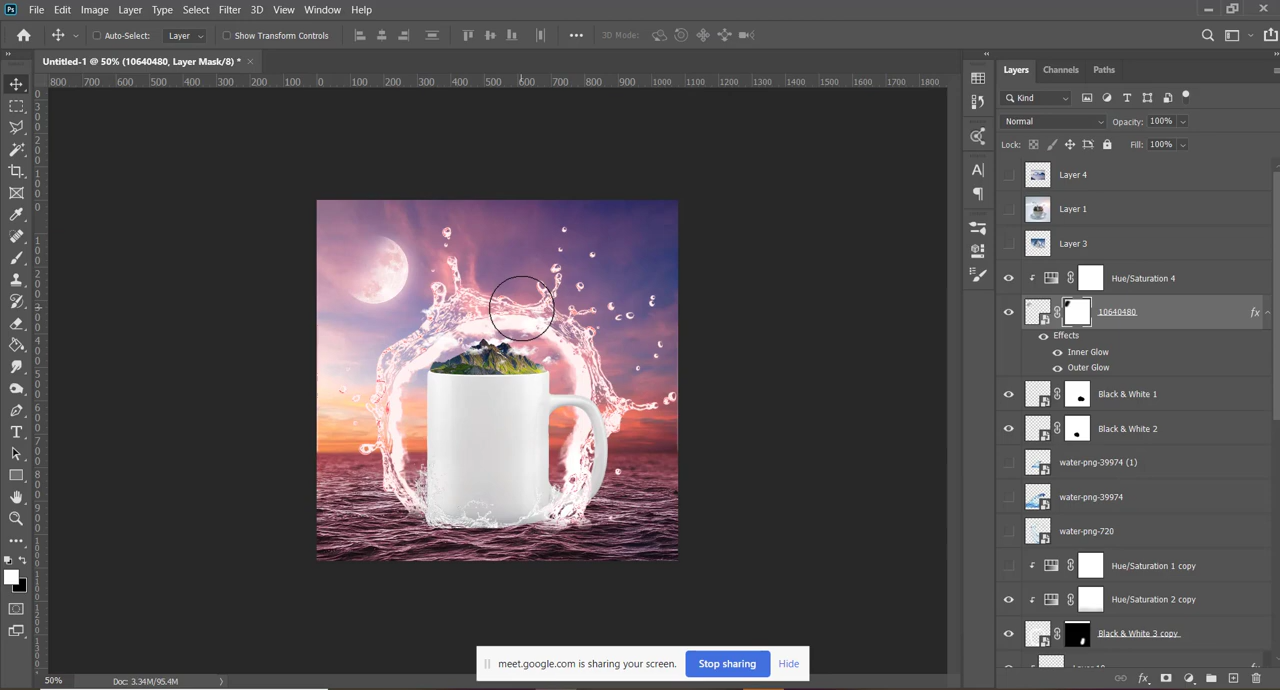 Ps File Edit Image Layer Type Select Filter 3D View Window Help
Auto-Select: Layer Show Transform Controls 3D Mode:
Untitled-1 @ 50% (10640480, Layer Mask/8) *
800 700 600 500 400 300 200 100 0 100 200 300 400 500 600 700 800 900 1000 1100 1200 1300 1400 1500 1600 1700 1800 1900
Layers Channels Paths
Kind
Normal Opacity: 100%
Lock: Fill: 100%
Layer 4
Layer 1
Layer 3
Hue/Saturation 4
10640480 fx
Effects
Inner Glow
Outer Glow
Black & White 1
Black & White 2
water-png-39974 (1)
water-png-39974
water-png-720
Hue/Saturation 1 copy
Hue/Saturation 2 copy
Black & White 3 copy
meet.google.com is sharing your screen. Stop sharing Hide
50% Doc: 3.34M/95.4M